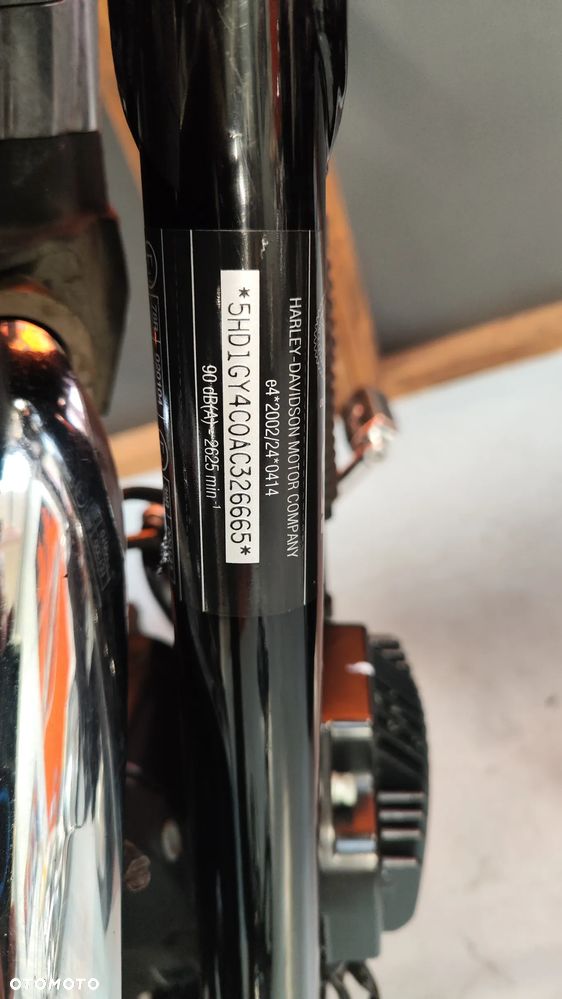 HARLEY-DAVIDSON MOTOR COMPANY
e4*2002/24*0414
*5HD1GY4C0AC326665*
90 dB(A) - 2625 min⁻¹
OTOMOTO